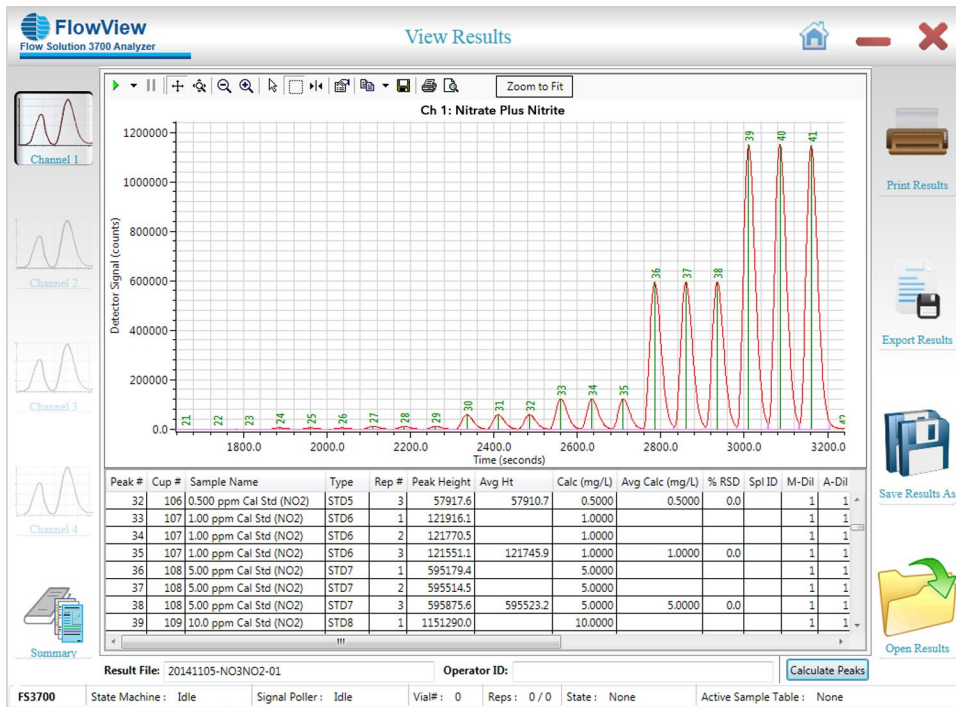 FlowView
Flow Solution 3700 Analyzer
View Results
Zoom to Fit
Ch 1: Nitrate Plus Nitrite
Channel 1
Channel 2
Channel 3
Channel 4
Summary
Detector Signal (counts)
1200000
1000000
800000
600000
400000
200000
0.0
21 22 23 24 25 26 27 28 29 30 31 32 33 34 35 36 37 38 39 40 41
1800.0 2000.0 2200.0 2400.0 2600.0 2800.0 3000.0 3200.0
Time (seconds)
Print Results
Export Results
Save Results As
Open Results
Peak # Cup # Sample Name Type Rep # Peak Height Avg Ht Calc (mg/L) Avg Calc (mg/L) % RSD Spl ID M-Dil A-Dil
32 106 0.500 ppm Cal Std (NO2) STD5 3 57917.6 57910.7 0.5000 0.5000 0.0 1 1
33 107 1.00 ppm Cal Std (NO2) STD6 1 121916.1 1.0000 1 1
34 107 1.00 ppm Cal Std (NO2) STD6 2 121770.5 1.0000 1 1
35 107 1.00 ppm Cal Std (NO2) STD6 3 121551.1 121745.9 1.0000 1.0000 0.0 1 1
36 108 5.00 ppm Cal Std (NO2) STD7 1 595179.4 5.0000 1 1
37 108 5.00 ppm Cal Std (NO2) STD7 2 595514.5 5.0000 1 1
38 108 5.00 ppm Cal Std (NO2) STD7 3 595875.6 595523.2 5.0000 5.0000 0.0 1 1
39 109 10.0 ppm Cal Std (NO2) STD8 1 1151290.0 10.0000 1 1
Result File: 20141105-NO3NO2-01 Operator ID: Calculate Peaks
FS3700 State Machine : Idle Signal Poller : Idle Vial# : 0 Reps : 0 / 0 State : None Active Sample Table : None